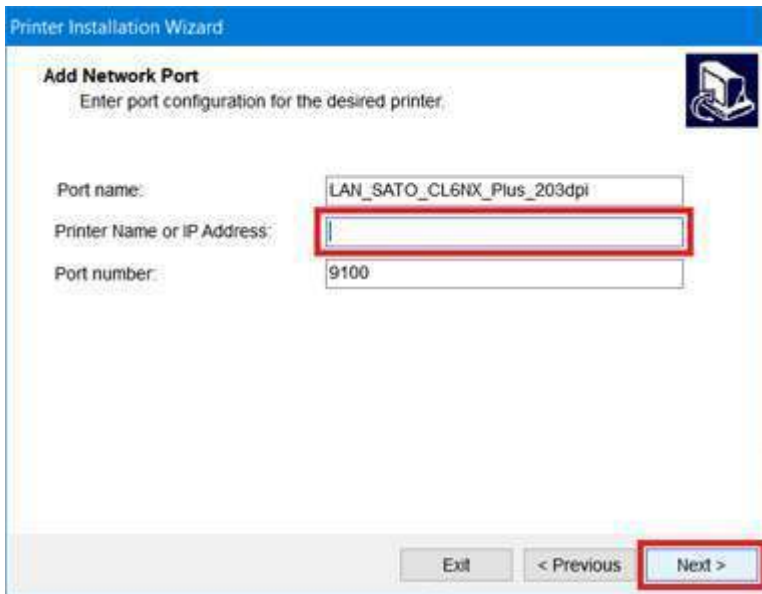 Printer Installation Wizard
Add Network Port
Enter port configuration for the desired printer.
Port name: LAN_SATO_CL6NX_Plus_203dpi
Printer Name or IP Address:
Port number: 9100
Exit < Previous Next >